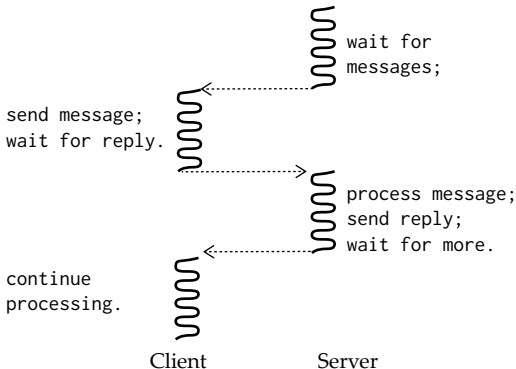 wait for
messages;
send message;
wait for reply.
process message;
send reply;
wait for more.
continue
processing.
Client
Server